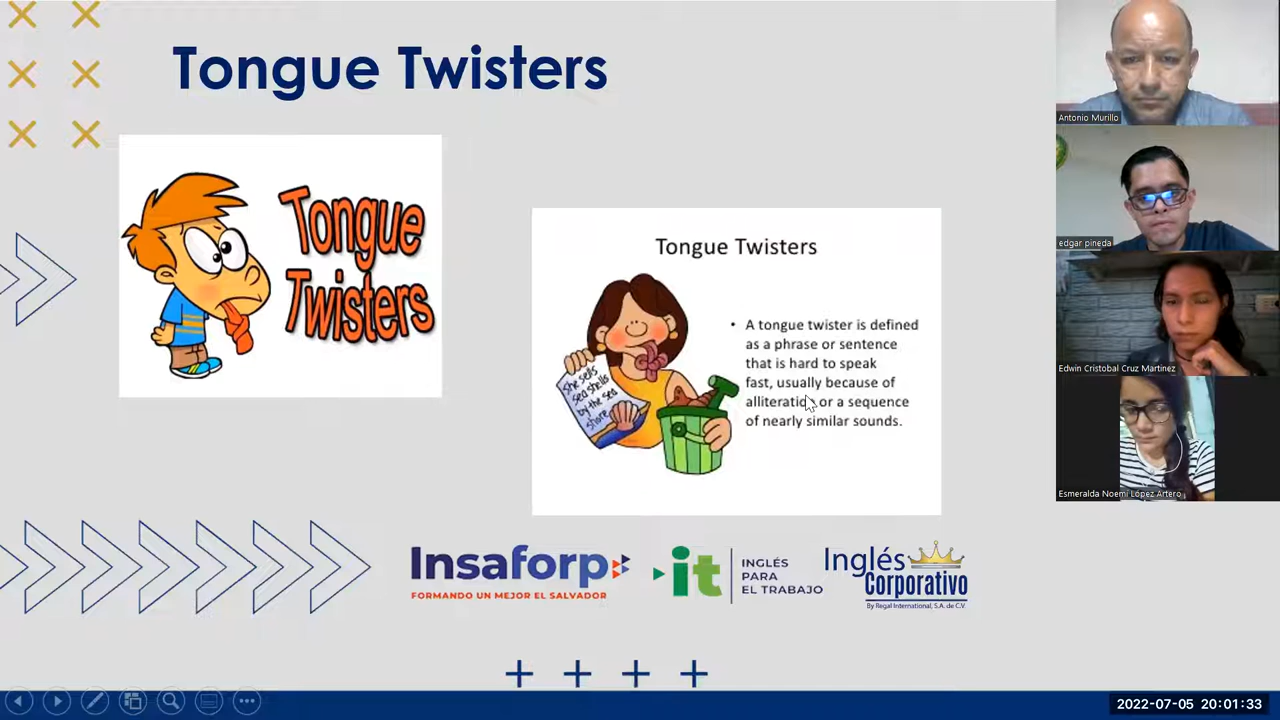 Tongue Twisters
Tongue
Twisters
Tongue Twisters
• A tongue twister is defined
as a phrase or sentence
that is hard to speak
fast, usually because of
alliteration or a sequence
of nearly similar sounds.
She sells
sea shells
by the sea
shore
Insaforp
FORMANDO UN MEJOR EL SALVADOR
it
INGLÉS
PARA
EL TRABAJO
Inglés
Corporativo
By Regal International, S.A. de C.V.
Antonio Murillo
edgar pineda
Edwin Cristobal Cruz Martinez
Esmeralda Noemi López Artero
2022-07-05 20:01:33